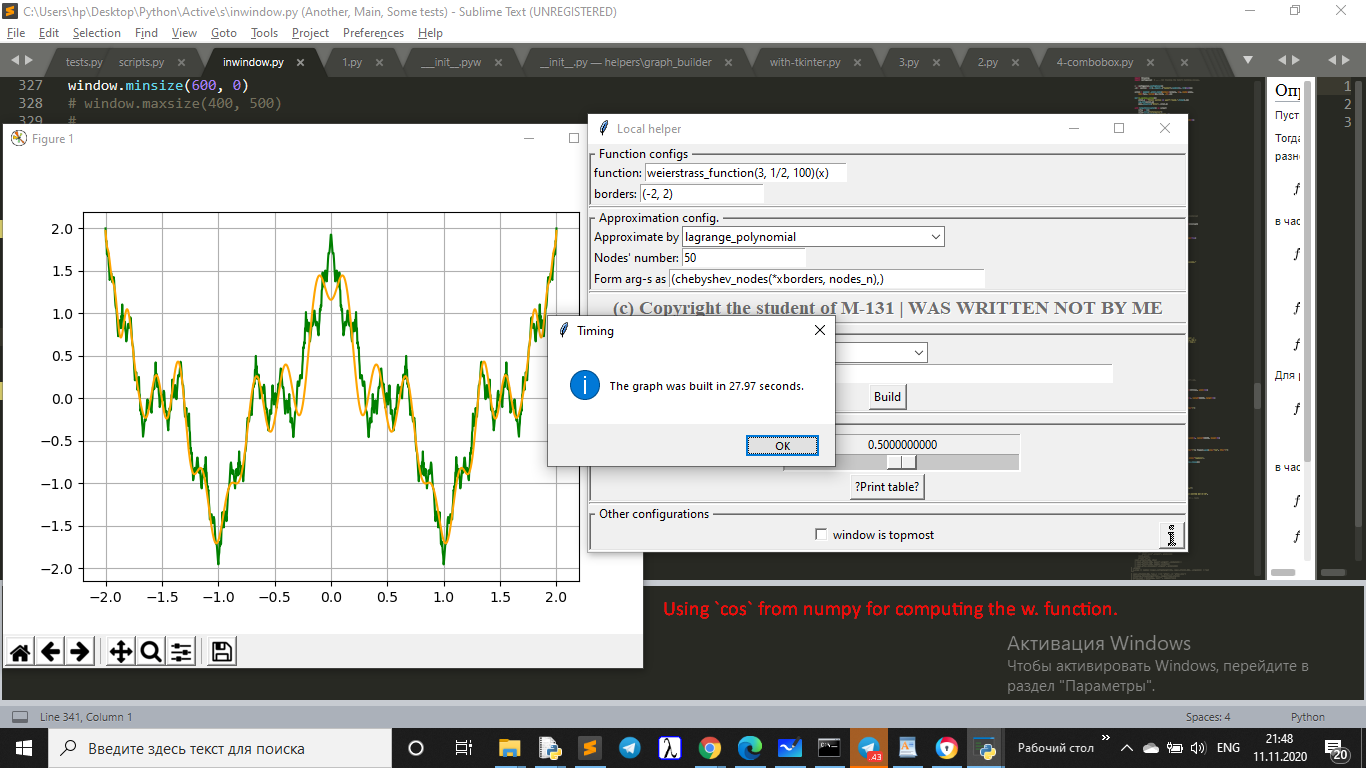 C:\Users\hp\Desktop\Python\Active\s\inwindow.py (Another, Main, Some tests) - Sublime Text (UNREGISTERED)
File Edit Selection Find View Goto Tools Project Preferences Help
tests.py scripts.py inwindow.py 1.py __init__.pyw __init__.py — helpers\graph_builder with-tkinter.py 3.py 2.py 4-combobox.py
327 window.minsize(600, 0)
328 # window.maxsize(400, 500)
329 #
1
2
3
Опр
Пуст
Тогда
разно
в час
Для р
в час
Figure 1
2.0
1.5
1.0
0.5
0.0
−0.5
−1.0
−1.5
−2.0
−2.0 −1.5 −1.0 −0.5 0.0 0.5 1.0 1.5 2.0
Local helper
Function configs
function: weierstrass_function(3, 1/2, 100)(x)
borders: (-2, 2)
Approximation config.
Approximate by lagrange_polynomial
Nodes' number: 50
Form arg-s as (chebyshev_nodes(*xborders, nodes_n),)
(c) Copyright the student of M-131 | WAS WRITTEN NOT BY ME
Timing
The graph was built in 27.97 seconds.
OK
Build
0.5000000000
?Print table?
Other configurations
window is topmost
Using `cos` from numpy for computing the w. function.
Активация Windows
Чтобы активировать Windows, перейдите в
раздел "Параметры".
Line 341, Column 1
Spaces: 4 Python
Введите здесь текст для поиска
.43
Рабочий стол
ENG
21:48
11.11.2020
20